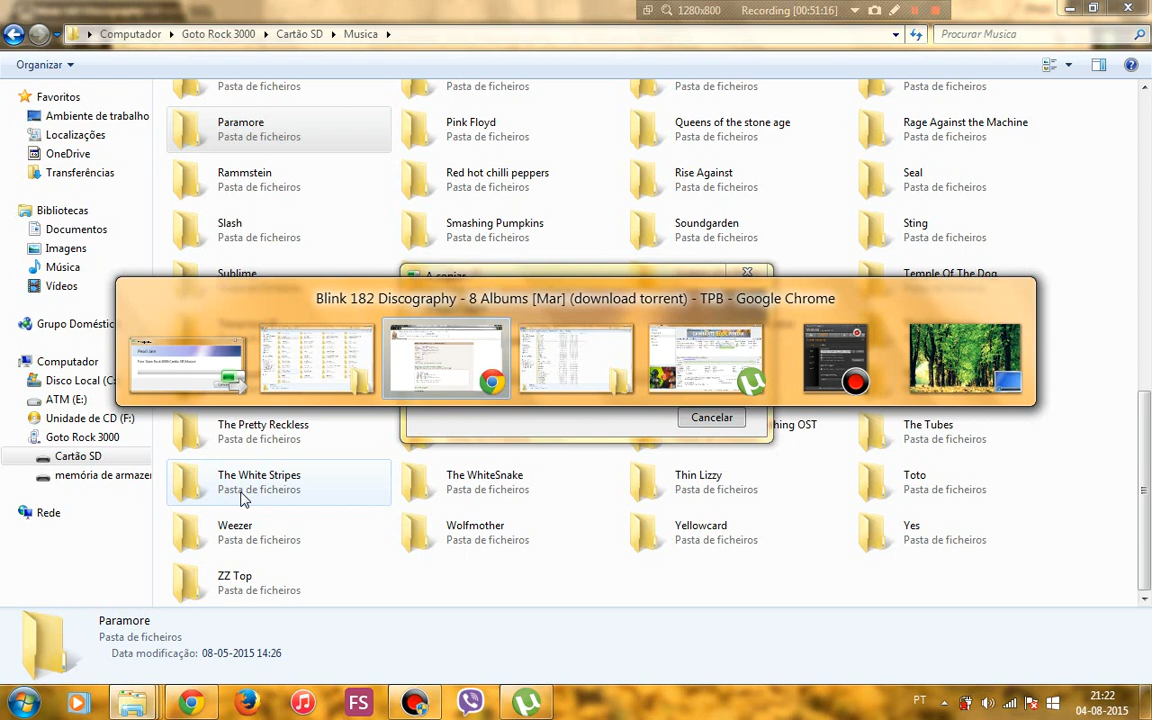 1280x800
Recording [00:51:16]
Computador
Goto Rock 3000
Cartão SD
Musica
Procurar Musica
Organizar
Favoritos
Ambiente de trabalho
Localizações
OneDrive
Transferências
Bibliotecas
Documentos
Imagens
Música
Vídeos
Grupo Doméstic
Computador
Disco Local (C:
ATM (E:)
Unidade de CD (F:)
Goto Rock 3000
Cartão SD
memória de armazer
Rede
Pasta de ficheiros
Pasta de ficheiros
Pasta de ficheiros
Pasta de ficheiros
Paramore
Pasta de ficheiros
Pink Floyd
Pasta de ficheiros
Queens of the stone age
Pasta de ficheiros
Rage Against the Machine
Pasta de ficheiros
Rammstein
Pasta de ficheiros
Red hot chilli peppers
Pasta de ficheiros
Rise Against
Pasta de ficheiros
Seal
Pasta de ficheiros
Slash
Pasta de ficheiros
Smashing Pumpkins
Pasta de ficheiros
Soundgarden
Pasta de ficheiros
Sting
Pasta de ficheiros
Sublime
A copiar
Temple Of The Dog
Blink 182 Discography - 8 Albums [Mar] (download torrent) - TPB - Google Chrome
Cancelar
The Pretty Reckless
Pasta de ficheiros
hing OST
Pasta de ficheiros
The Tubes
Pasta de ficheiros
The White Stripes
Pasta de ficheiros
The WhiteSnake
Pasta de ficheiros
Thin Lizzy
Pasta de ficheiros
Toto
Pasta de ficheiros
Weezer
Pasta de ficheiros
Wolfmother
Pasta de ficheiros
Yellowcard
Pasta de ficheiros
Yes
Pasta de ficheiros
ZZ Top
Pasta de ficheiros
Paramore
Pasta de ficheiros
Data modificação: 08-05-2015 14:26
FS
PT
21:22
04-08-2015